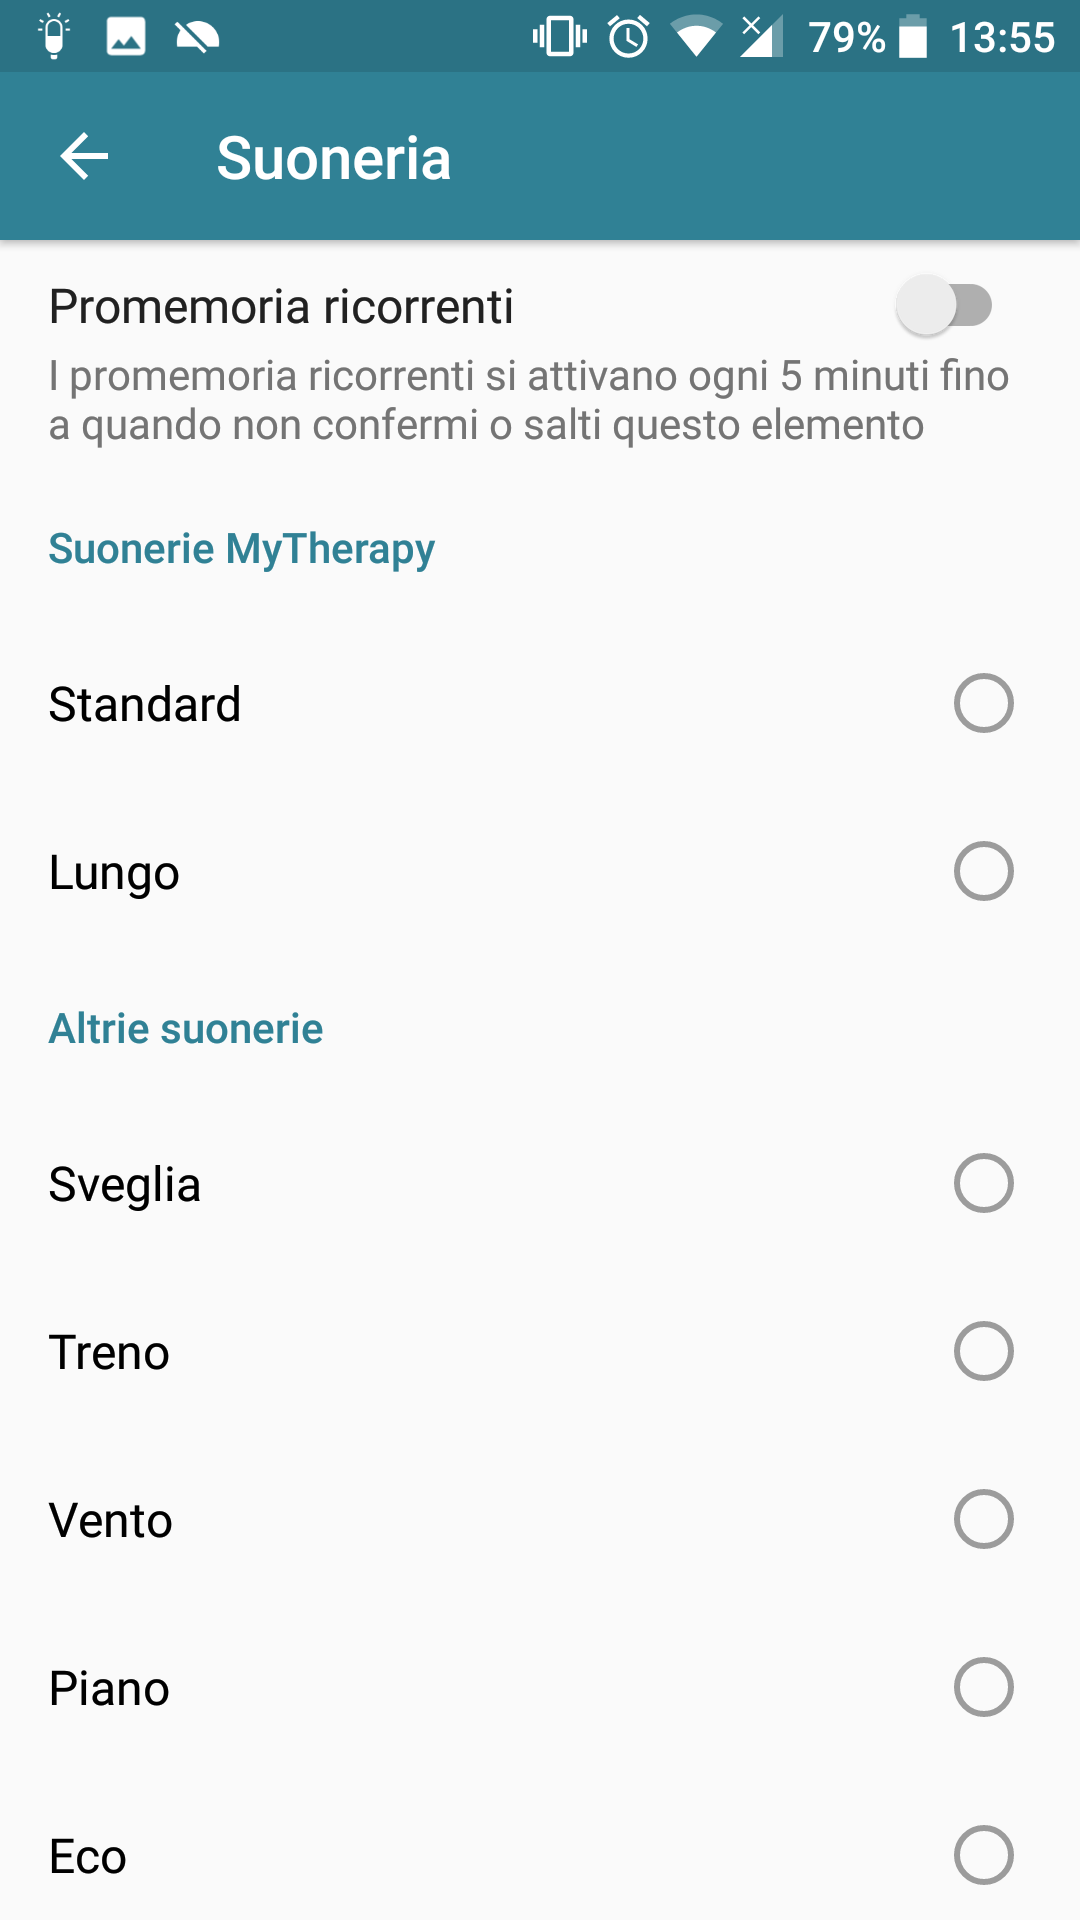 79% 13:55
Suoneria
Promemoria ricorrenti
I promemoria ricorrenti si attivano ogni 5 minuti fino
a quando non confermi o salti questo elemento
Suonerie MyTherapy
Standard
Lungo
Altrie suonerie
Sveglia
Treno
Vento
Piano
Eco